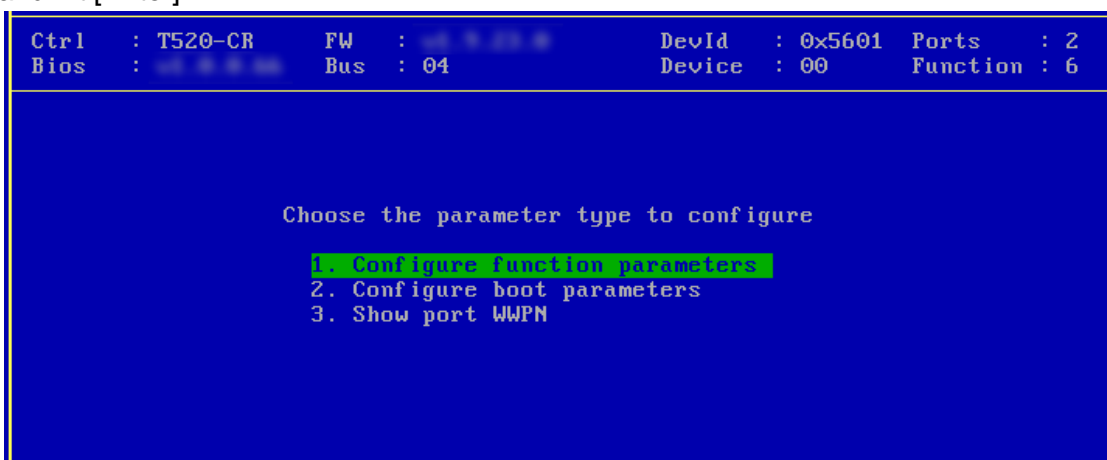 Ctrl : T520-CR FW : DevId : 0x5601 Ports : 2
Bios : Bus : 04 Device : 00 Function : 6
Choose the parameter type to configure
1. Configure function parameters
2. Configure boot parameters
3. Show port WWPN